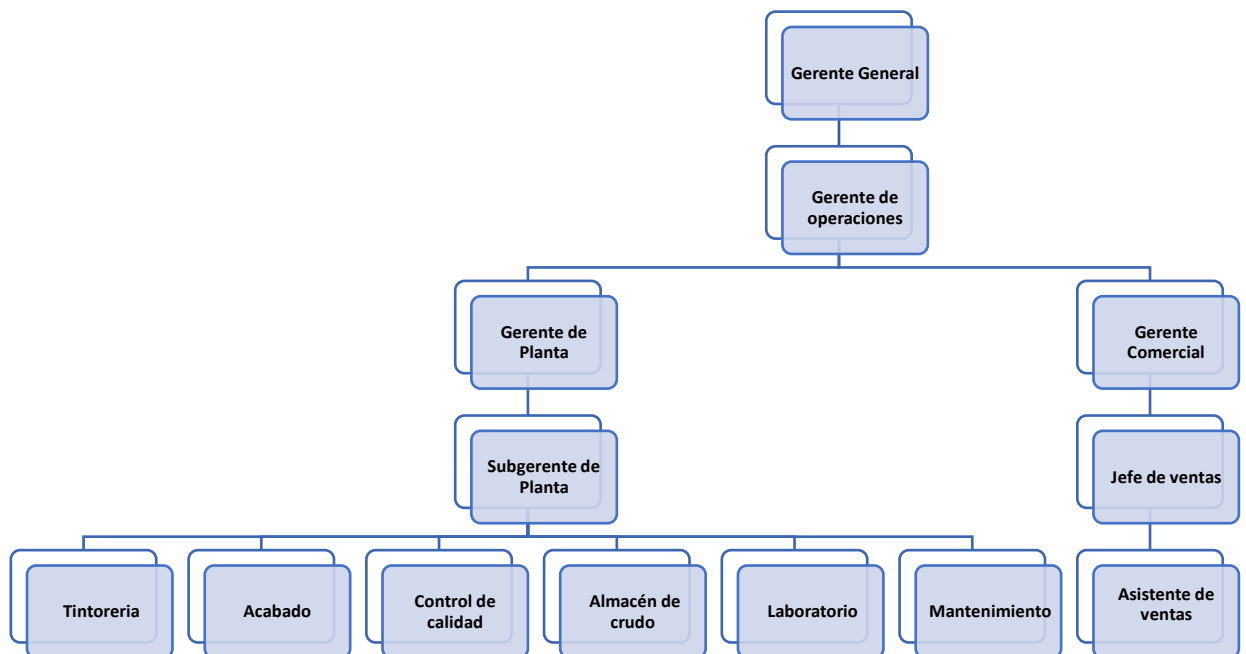 Gerente General
Gerente de
operaciones
Gerente de
Planta
Gerente
Comercial
Subgerente de
Planta
Jefe de ventas
Tintoreria
Acabado
Control de
calidad
Almacén de
crudo
Laboratorio
Mantenimiento
Asistente de
ventas